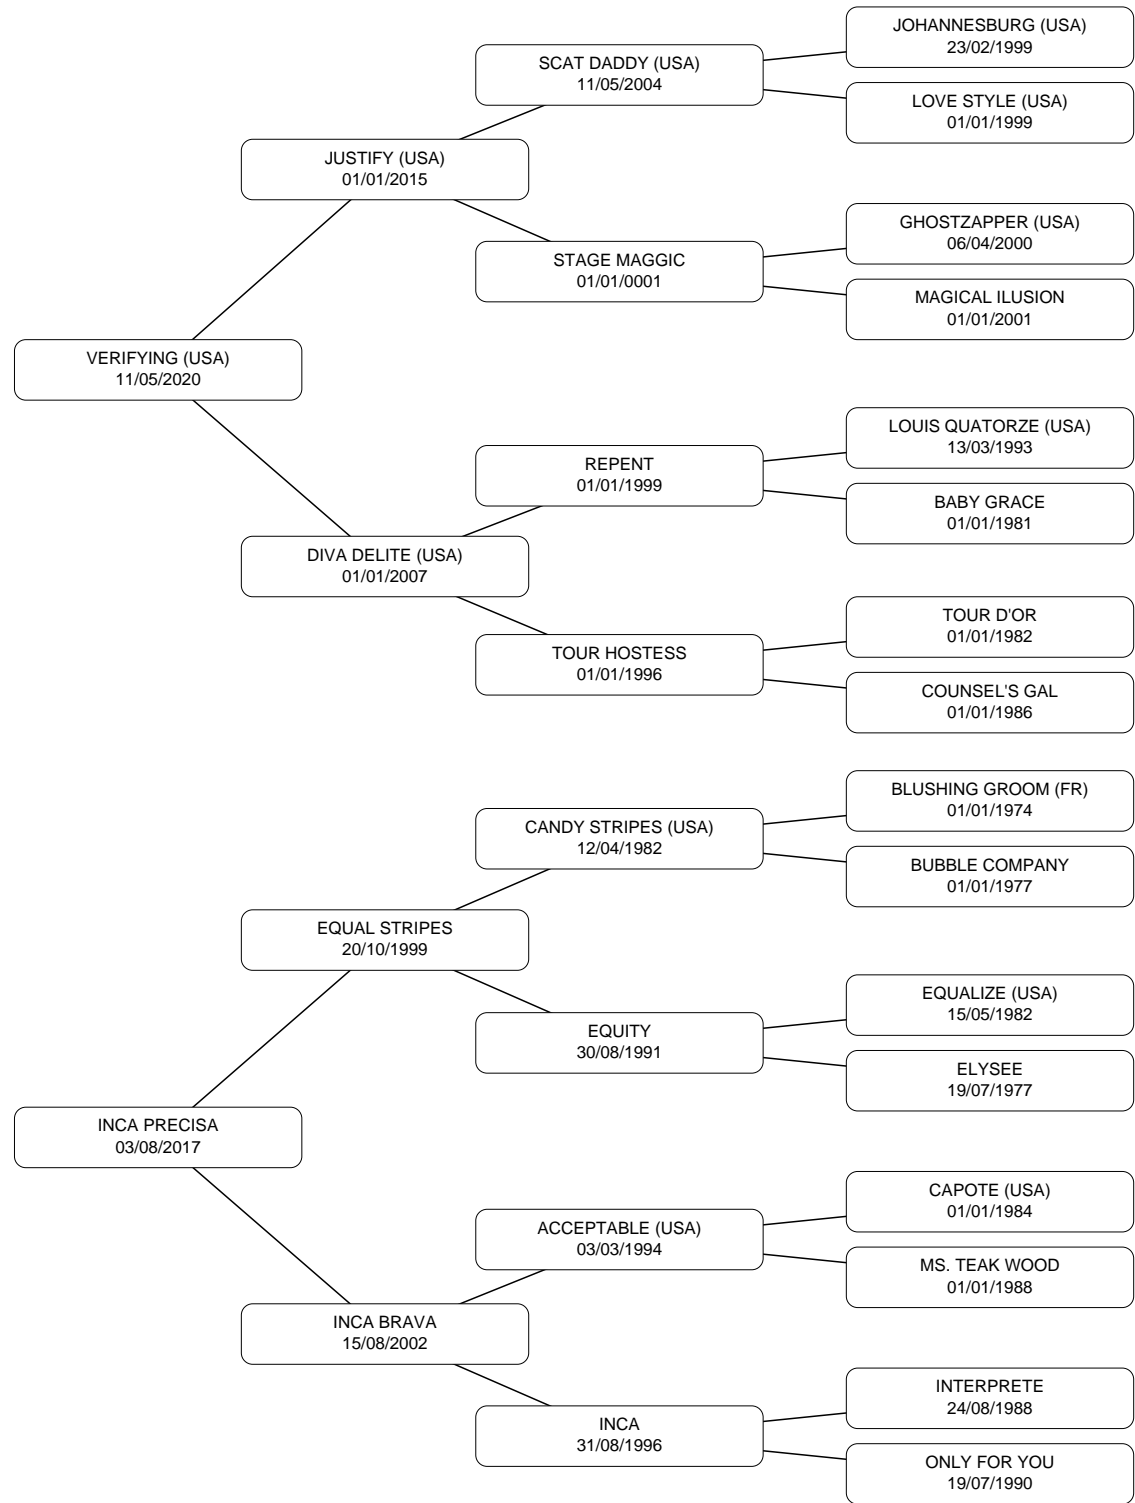 JOHANNESBURG (USA)
23/02/1999
SCAT DADDY (USA)
11/05/2004
LOVE STYLE (USA)
01/01/1999
JUSTIFY (USA)
01/01/2015
GHOSTZAPPER (USA)
06/04/2000
STAGE MAGGIC
01/01/0001
MAGICAL ILUSION
01/01/2001
VERIFYING (USA)
11/05/2020
LOUIS QUATORZE (USA)
13/03/1993
REPENT
01/01/1999
BABY GRACE
01/01/1981
DIVA DELITE (USA)
01/01/2007
TOUR D'OR
01/01/1982
TOUR HOSTESS
01/01/1996
COUNSEL'S GAL
01/01/1986
BLUSHING GROOM (FR)
01/01/1974
CANDY STRIPES (USA)
12/04/1982
BUBBLE COMPANY
01/01/1977
EQUAL STRIPES
20/10/1999
EQUALIZE (USA)
15/05/1982
EQUITY
30/08/1991
ELYSEE
19/07/1977
INCA PRECISA
03/08/2017
CAPOTE (USA)
01/01/1984
ACCEPTABLE (USA)
03/03/1994
MS. TEAK WOOD
01/01/1988
INCA BRAVA
15/08/2002
INTERPRETE
24/08/1988
INCA
31/08/1996
ONLY FOR YOU
19/07/1990